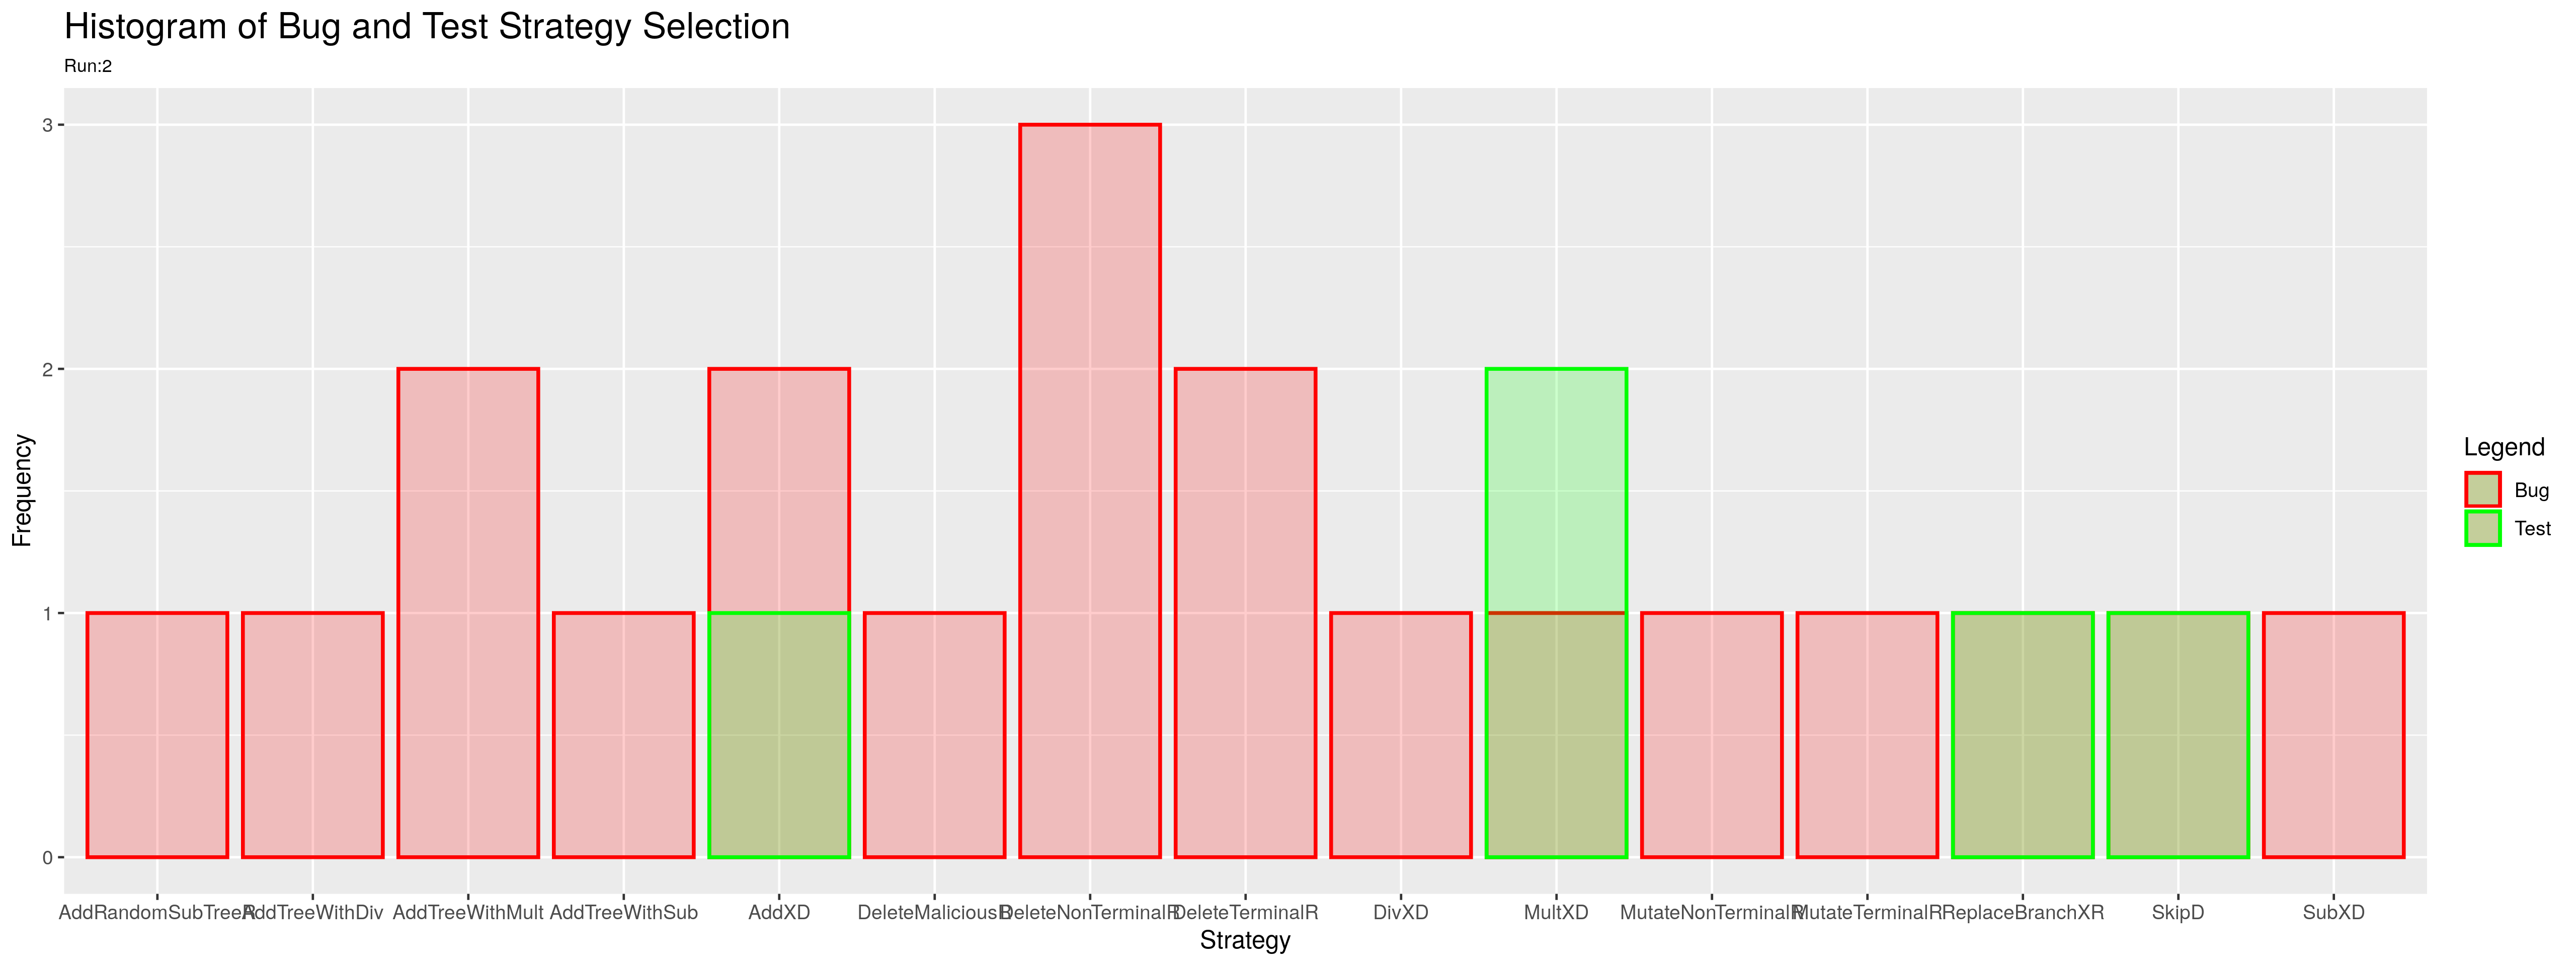 Histogram of Bug and Test Strategy Selection
Run:2
3
2
1
0
Frequency
AddRandomSubTreeR AddTreeWithDiv AddTreeWithMult AddTreeWithSub AddXD DeleteMaliciousR DeleteNonTerminalR DeleteTerminalR DivXD MultXD MutateNonTerminalR MutateTerminalR ReplaceBranchXR SkipD SubXD
Strategy
Legend
Bug
Test